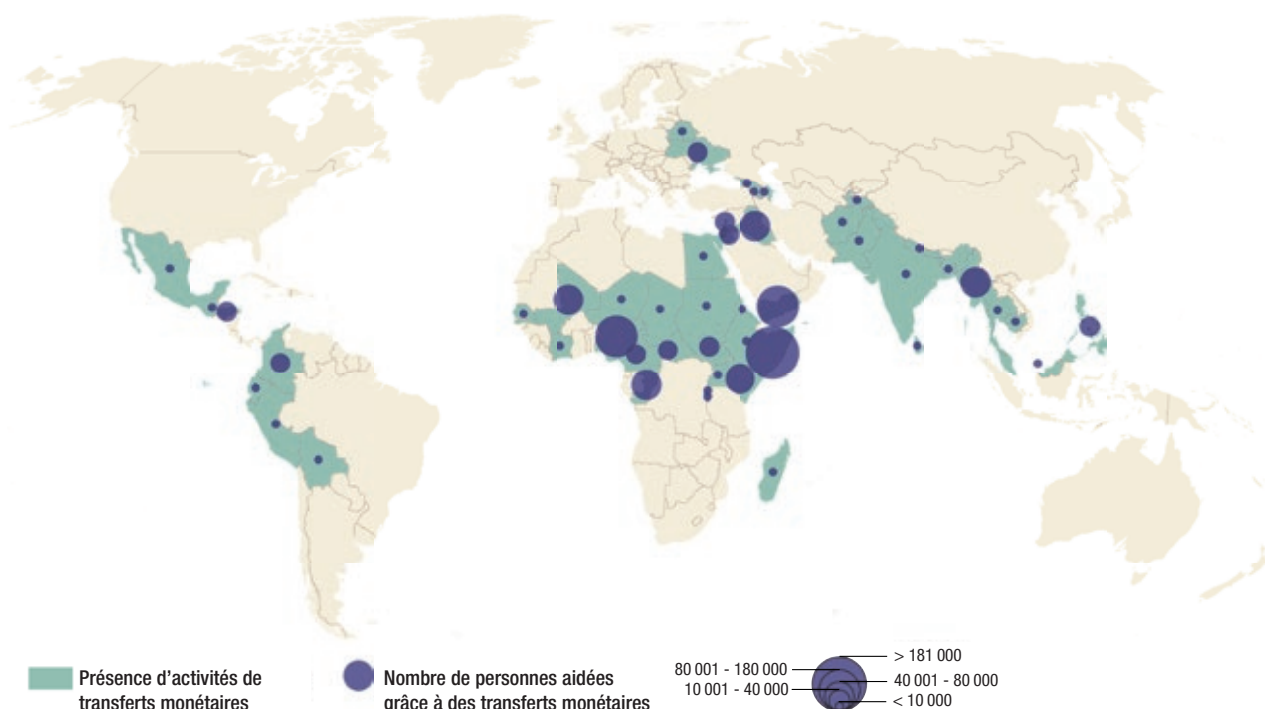 Présence d’activités de
transferts monétaires
Nombre de personnes aidées
grâce à des transferts monétaires
> 181 000
80 001 - 180 000
40 001 - 80 000
10 001 - 40 000
< 10 000